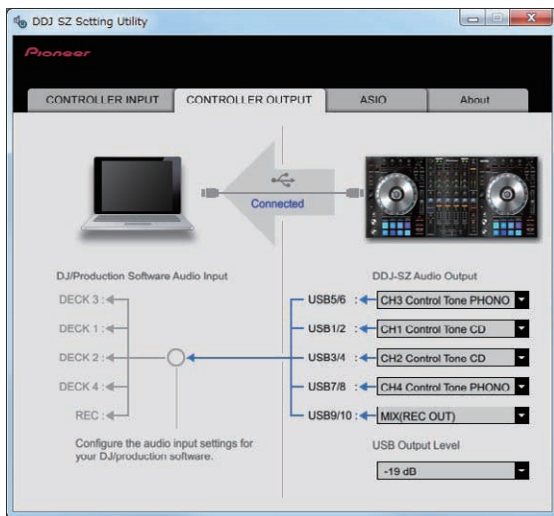 DDJ SZ Setting Utility
Pioneer
CONTROLLER INPUT CONTROLLER OUTPUT ASIO About
Connected
DJ/Production Software Audio Input DDJ-SZ Audio Output
DECK 3 : USB5/6 : CH3 Control Tone PHONO
DECK 1 : USB1/2 : CH1 Control Tone CD
DECK 2 : USB3/4 : CH2 Control Tone CD
DECK 4 : USB7/8 : CH4 Control Tone PHONO
REC : USB9/10 : MIX(REC OUT)
Configure the audio input settings for
your DJ/production software.
USB Output Level
-19 dB